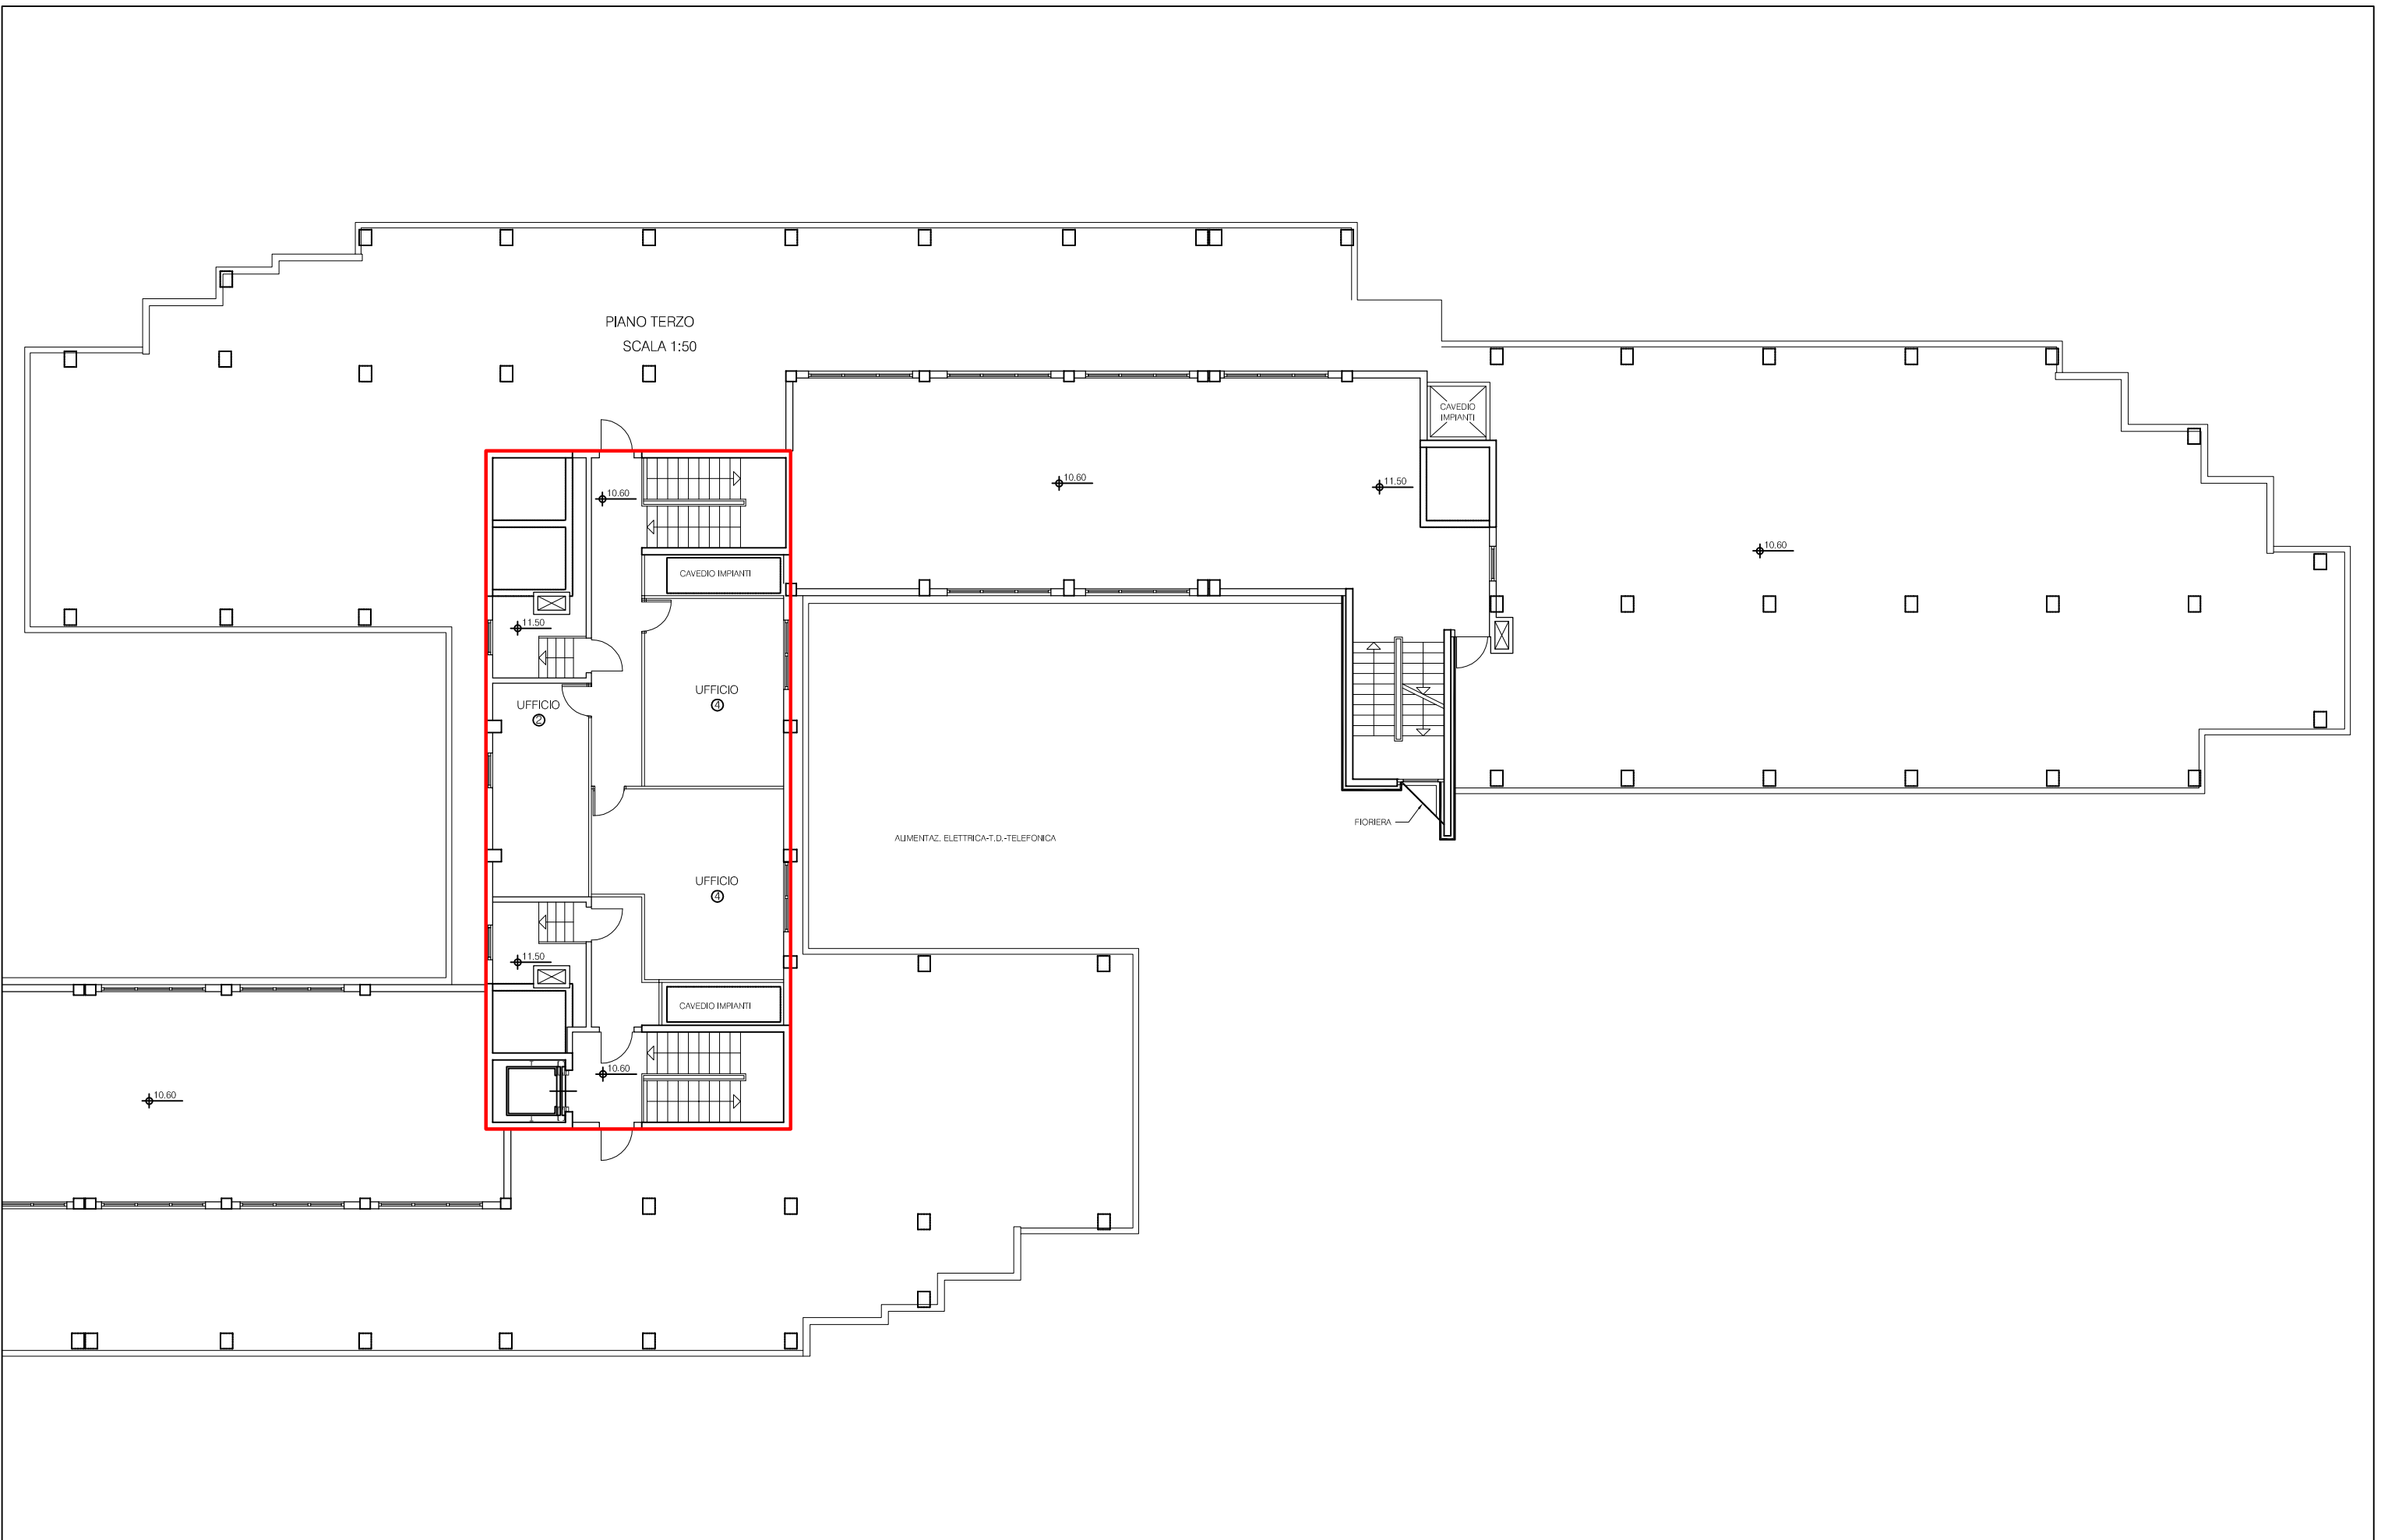 PIANO TERZO
SCALA 1:50
CAVEDIO
IMPIANTI
10.60
10.60
11.50
10.60
CAVEDIO IMPIANTI
11.50
UFFICIO
4
UFFICIO
2
FIORIERA
ALIMENTAZ. ELETTRICA-T.D.-TELEFONICA
UFFICIO
4
11.50
CAVEDIO IMPIANTI
10.60
10.60